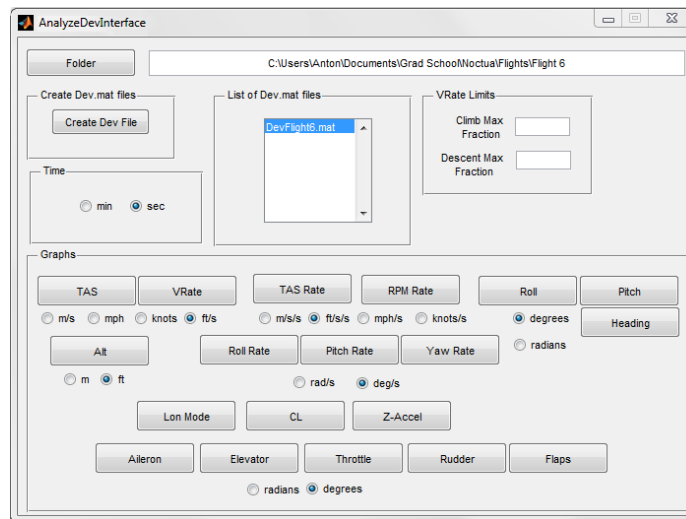 AnalyzeDevInterface
Folder C:\Users\Anton\Documents\Grad School\Noctua\Flights\Flight 6
Create Dev.mat files List of Dev.mat files VRate Limits
Create Dev File DevFlight6.mat Climb Max Fraction
Descent Max Fraction
Time
min sec
Graphs
TAS VRate TAS Rate RPM Rate Roll Pitch
m/s mph knots ft/s m/s/s ft/s/s mph/s knots/s degrees Heading
radians
Alt Roll Rate Pitch Rate Yaw Rate
m ft rad/s deg/s
Lon Mode CL Z-Accel
Aileron Elevator Throttle Rudder Flaps
radians degrees